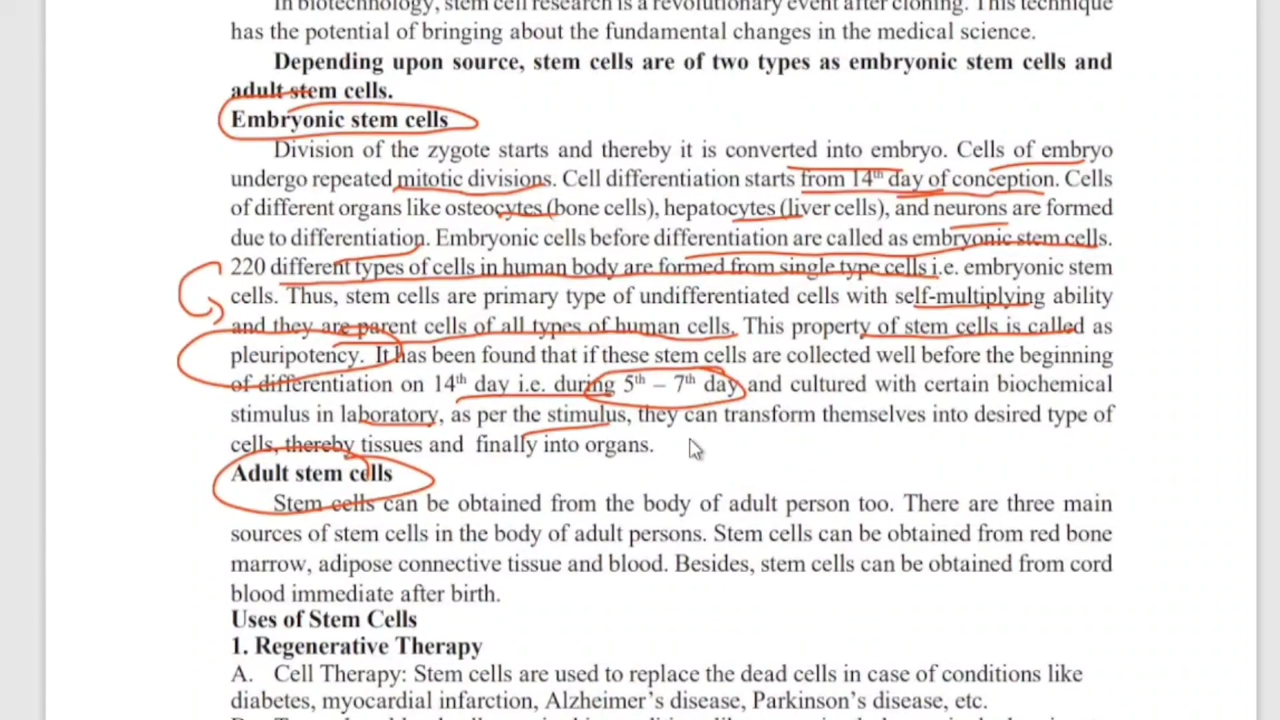 In biotechnology, stem cell research is a revolutionary event after cloning. This technique
has the potential of bringing about the fundamental changes in the medical science.
Depending upon source, stem cells are of two types as embryonic stem cells and
adult stem cells.
Embryonic stem cells
Division of the zygote starts and thereby it is converted into embryo. Cells of embryo
undergo repeated mitotic divisions. Cell differentiation starts from 14th day of conception. Cells
of different organs like osteocytes (bone cells), hepatocytes (liver cells), and neurons are formed
due to differentiation. Embryonic cells before differentiation are called as embryonic stem cells.
220 different types of cells in human body are formed from single type cells i.e. embryonic stem
cells. Thus, stem cells are primary type of undifferentiated cells with self-multiplying ability
and they are parent cells of all types of human cells. This property of stem cells is called as
pleuripotency. It has been found that if these stem cells are collected well before the beginning
of differentiation on 14th day i.e. during 5th – 7th day and cultured with certain biochemical
stimulus in laboratory, as per the stimulus, they can transform themselves into desired type of
cells, thereby tissues and finally into organs.
Adult stem cells
Stem cells can be obtained from the body of adult person too. There are three main
sources of stem cells in the body of adult persons. Stem cells can be obtained from red bone
marrow, adipose connective tissue and blood. Besides, stem cells can be obtained from cord
blood immediate after birth.
Uses of Stem Cells
1. Regenerative Therapy
A. Cell Therapy: Stem cells are used to replace the dead cells in case of conditions like
diabetes, myocardial infarction, Alzheimer's disease, Parkinson's disease, etc.